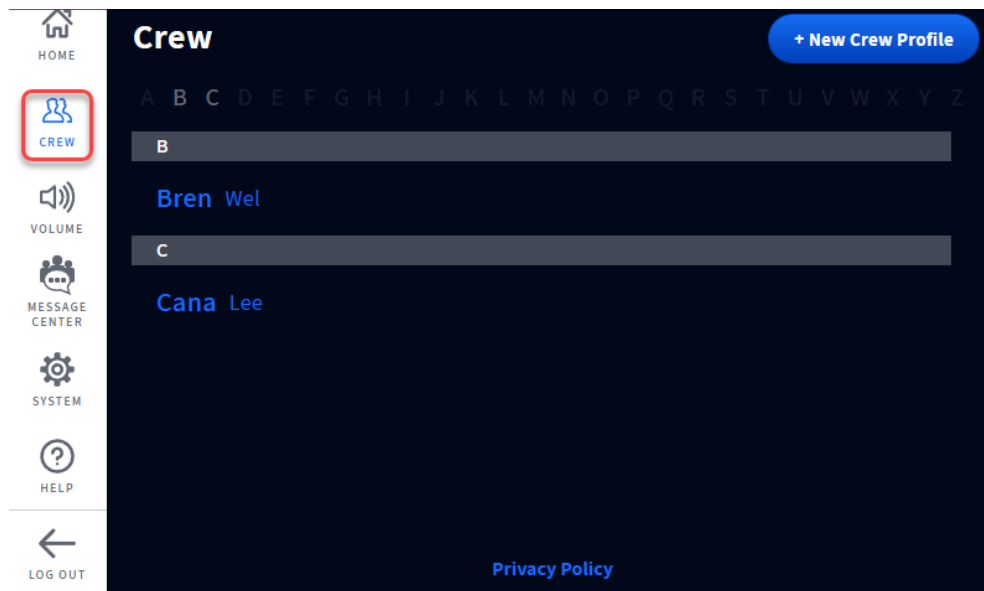 HOME
CREW
VOLUME
MESSAGE
CENTER
SYSTEM
HELP
LOG OUT
Crew
+ New Crew Profile
A B C D E F G H I J K L M N O P Q R S T U V W X Y Z
B
Bren Wel
C
Cana Lee
Privacy Policy